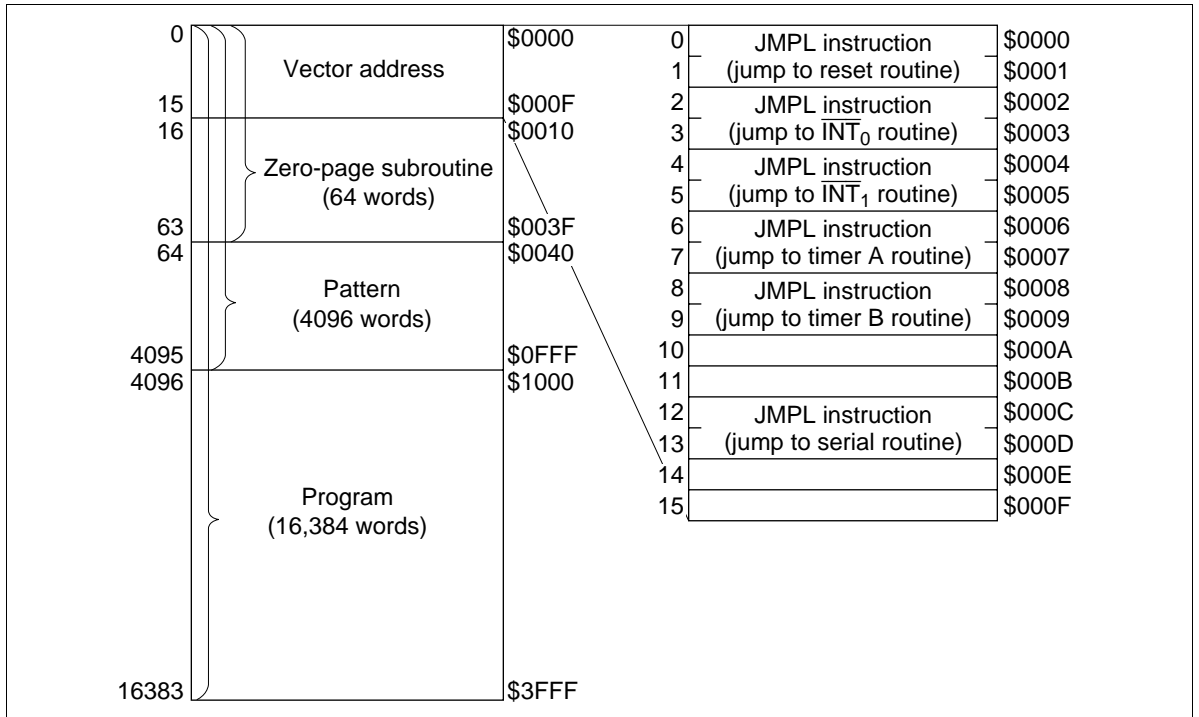 0
$0000
Vector address
15
$000F
16
$0010
Zero-page subroutine
(64 words)
63
$003F
64
$0040
Pattern
(4096 words)
4095
$0FFF
4096
$1000
Program
(16,384 words)
16383
$3FFF
0
JMPL instruction
$0000
1
(jump to reset routine)
$0001
2
JMPL instruction
$0002
3
(jump to I̅N̅T̅₀ routine)
$0003
4
JMPL instruction
$0004
5
(jump to I̅N̅T̅₁ routine)
$0005
6
JMPL instruction
$0006
7
(jump to timer A routine)
$0007
8
JMPL instruction
$0008
9
(jump to timer B routine)
$0009
10
$000A
11
$000B
12
JMPL instruction
$000C
13
(jump to serial routine)
$000D
14
$000E
15
$000F